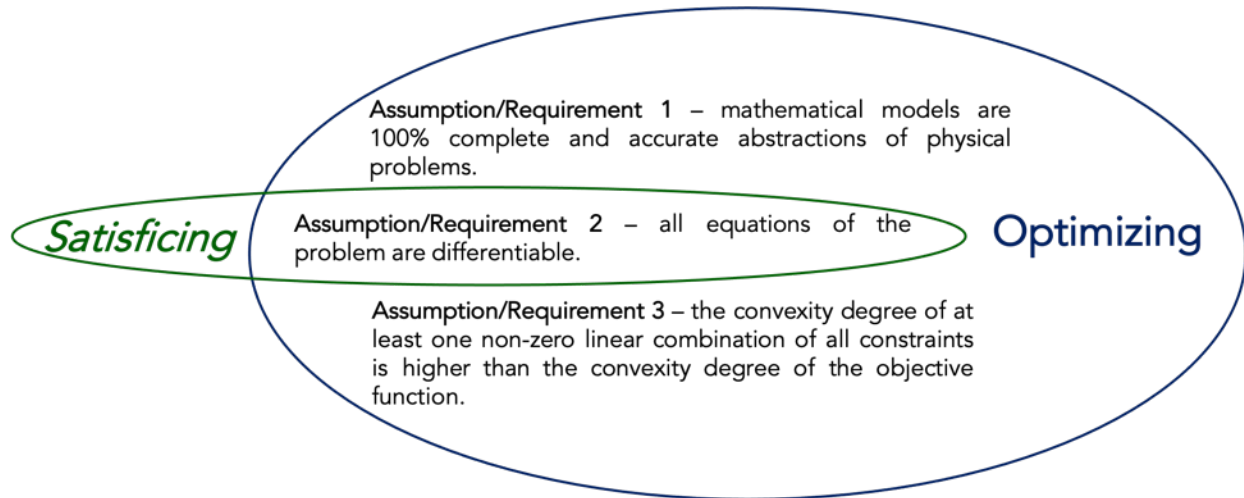 Assumption/Requirement 1 – mathematical models are
100% complete and accurate abstractions of physical
problems.
Satisficing
Assumption/Requirement 2 – all equations of the
problem are differentiable.
Optimizing
Assumption/Requirement 3 – the convexity degree of at
least one non-zero linear combination of all constraints
is higher than the convexity degree of the objective
function.